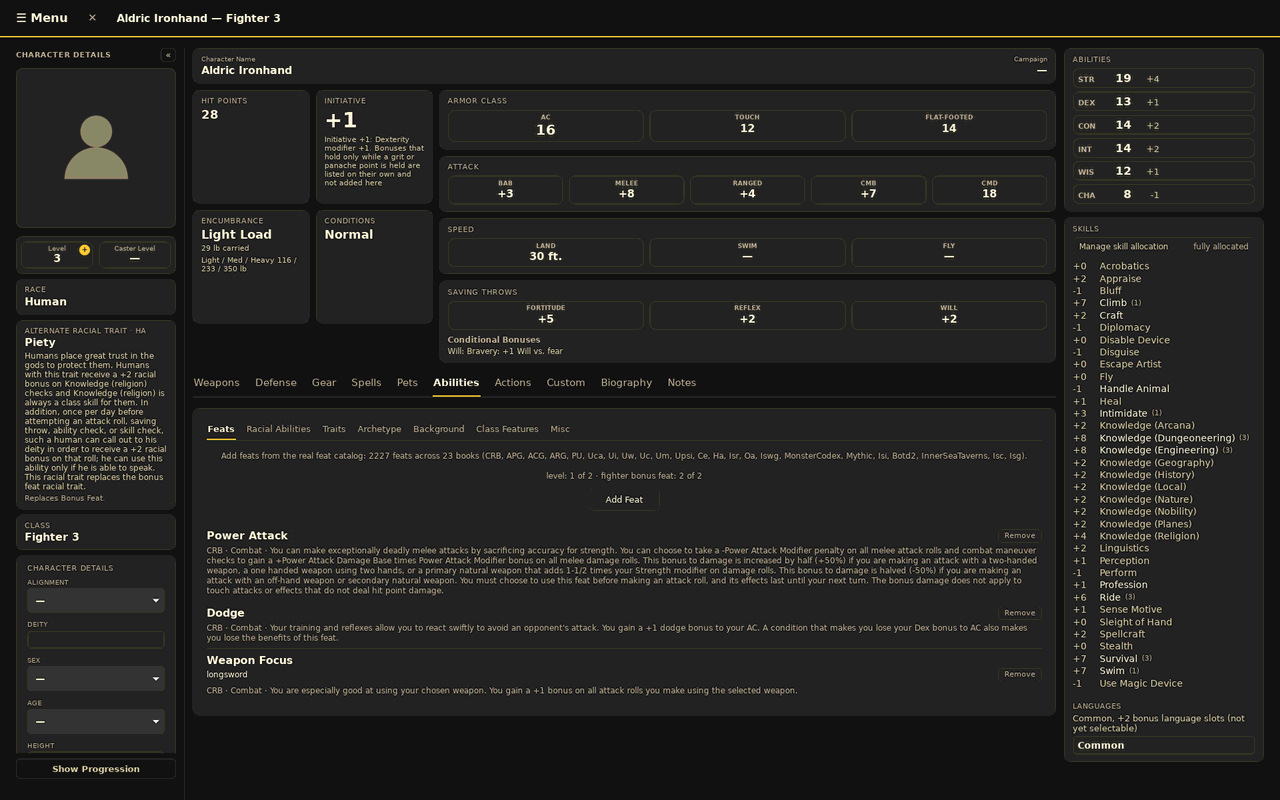 ☰ Menu
×
Aldric Ironhand — Fighter 3
CHARACTER DETAILS
«
Level
3
+
Caster Level
—
RACE
Human
ALTERNATE RACIAL TRAIT · HA
Piety
Humans place great trust in the
gods to protect them. Humans
with this trait receive a +2 racial
bonus on Knowledge (religion)
checks and Knowledge (religion) is
always a class skill for them. In
addition, once per day before
attempting an attack roll, saving
throw, ability check, or skill check,
such a human can call out to his
deity in order to receive a +2 racial
bonus on that roll; he can use this
ability only if he is able to speak.
This racial trait replaces the bonus
feat racial trait.
Replaces Bonus Feat.
CLASS
Fighter 3
CHARACTER DETAILS
ALIGNMENT
—
DEITY
SEX
—
AGE
—
HEIGHT
Show Progression
Character Name
Aldric Ironhand
Campaign
—
HIT POINTS
28
INITIATIVE
+1
Initiative +1: Dexterity
modifier +1. Bonuses that
hold only while a grit or
panache point is held are
listed on their own and
not added here
ENCUMBRANCE
Light Load
29 lb carried
Light / Med / Heavy 116 /
233 / 350 lb
CONDITIONS
Normal
ARMOR CLASS
AC
16
TOUCH
12
FLAT-FOOTED
14
ATTACK
BAB
+3
MELEE
+8
RANGED
+4
CMB
+7
CMD
18
SPEED
LAND
30 ft.
SWIM
—
FLY
—
SAVING THROWS
FORTITUDE
+5
REFLEX
+2
WILL
+2
Conditional Bonuses
Will: Bravery: +1 Will vs. fear
Weapons Defense Gear Spells Pets Abilities Actions Custom Biography Notes
Feats Racial Abilities Traits Archetype Background Class Features Misc
Add feats from the real feat catalog: 2227 feats across 23 books (CRB, APG, ACG, ARG, PU, Uca, Ui, Uw, Uc, Um, Upsi, Ce, Ha, Isr, Oa, Iswg, MonsterCodex, Mythic, Isi, Botd2, InnerSeaTaverns, Isc, Isg).
level: 1 of 2 · fighter bonus feat: 2 of 2
Add Feat
Power Attack
Remove
CRB · Combat · You can make exceptionally deadly melee attacks by sacrificing accuracy for strength. You can choose to take a -Power Attack Modifier penalty on all melee attack rolls and combat maneuver
checks to gain a +Power Attack Damage Base times Power Attack Modifier bonus on all melee damage rolls. This bonus to damage is increased by half (+50%) if you are making an attack with a two-handed
weapon, a one handed weapon using two hands, or a primary natural weapon that adds 1-1/2 times your Strength modifier on damage rolls. This bonus to damage is halved (-50%) if you are making an
attack with an off-hand weapon or secondary natural weapon. You must choose to use this feat before making an attack roll, and its effects last until your next turn. The bonus damage does not apply to
touch attacks or effects that do not deal hit point damage.
Dodge
Remove
CRB · Combat · Your training and reflexes allow you to react swiftly to avoid an opponent's attack. You gain a +1 dodge bonus to your AC. A condition that makes you lose your Dex bonus to AC also makes
you lose the benefits of this feat.
Weapon Focus
longsword
Remove
CRB · Combat · You are especially good at using your chosen weapon. You gain a +1 bonus on all attack rolls you make using the selected weapon.
ABILITIES
STR 19 +4
DEX 13 +1
CON 14 +2
INT 14 +2
WIS 12 +1
CHA 8 -1
SKILLS
Manage skill allocation fully allocated
+0 Acrobatics
+2 Appraise
-1 Bluff
+7 Climb (1)
+2 Craft
-1 Diplomacy
+0 Disable Device
-1 Disguise
+0 Escape Artist
+0 Fly
-1 Handle Animal
+1 Heal
+3 Intimidate (1)
+2 Knowledge (Arcana)
+8 Knowledge (Dungeoneering) (3)
+8 Knowledge (Engineering) (3)
+2 Knowledge (Geography)
+2 Knowledge (History)
+2 Knowledge (Local)
+2 Knowledge (Nature)
+2 Knowledge (Nobility)
+2 Knowledge (Planes)
+4 Knowledge (Religion)
+2 Linguistics
+1 Perception
-1 Perform
+1 Profession
+6 Ride (3)
+1 Sense Motive
+0 Sleight of Hand
+2 Spellcraft
+0 Stealth
+7 Survival (3)
+7 Swim (1)
-1 Use Magic Device
LANGUAGES
Common, +2 bonus language slots (not
yet selectable)
Common